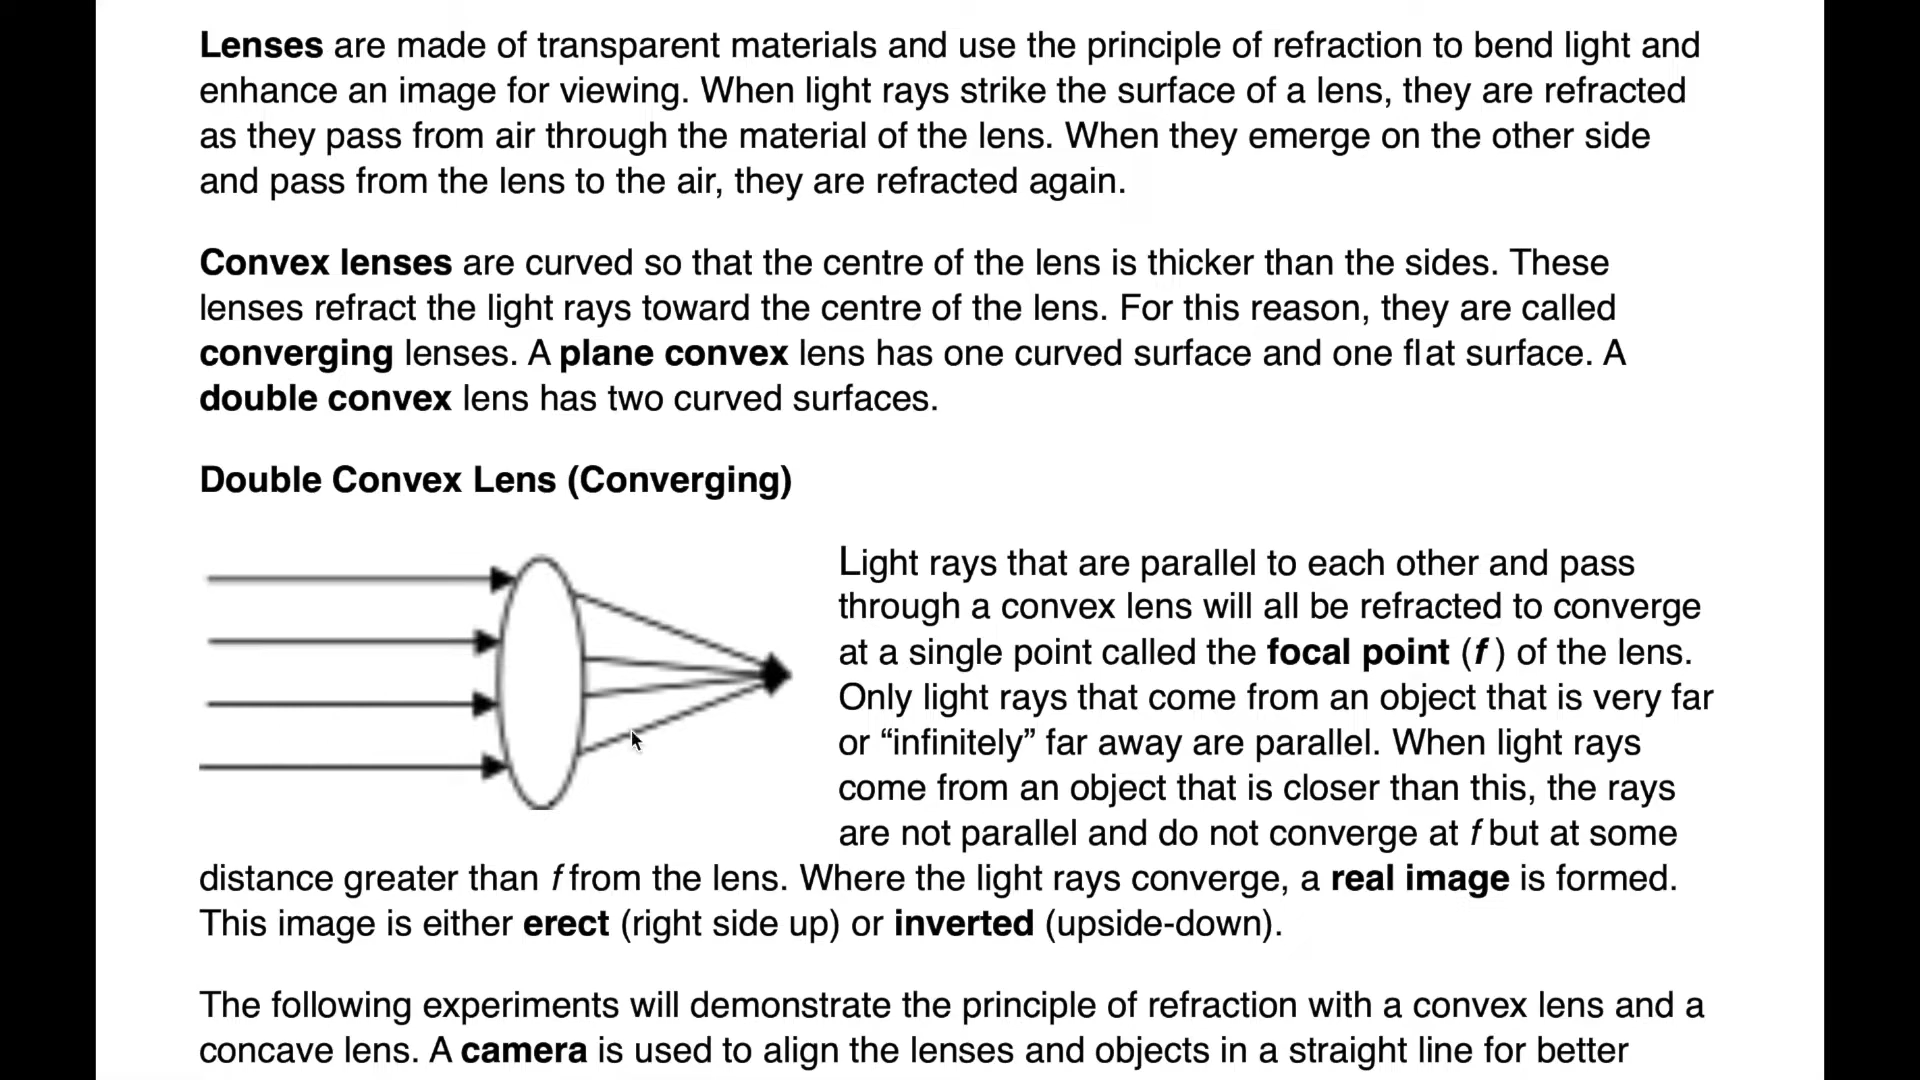 Lenses are made of transparent materials and use the principle of refraction to bend light and
enhance an image for viewing. When light rays strike the surface of a lens, they are refracted
as they pass from air through the material of the lens. When they emerge on the other side
and pass from the lens to the air, they are refracted again.
Convex lenses are curved so that the centre of the lens is thicker than the sides. These
lenses refract the light rays toward the centre of the lens. For this reason, they are called
converging lenses. A plane convex lens has one curved surface and one flat surface. A
double convex lens has two curved surfaces.
Double Convex Lens (Converging)
Light rays that are parallel to each other and pass
through a convex lens will all be refracted to converge
at a single point called the focal point (f ) of the lens.
Only light rays that come from an object that is very far
or “infinitely” far away are parallel. When light rays
come from an object that is closer than this, the rays
are not parallel and do not converge at f but at some
distance greater than f from the lens. Where the light rays converge, a real image is formed.
This image is either erect (right side up) or inverted (upside-down).
The following experiments will demonstrate the principle of refraction with a convex lens and a
concave lens. A camera is used to align the lenses and objects in a straight line for better